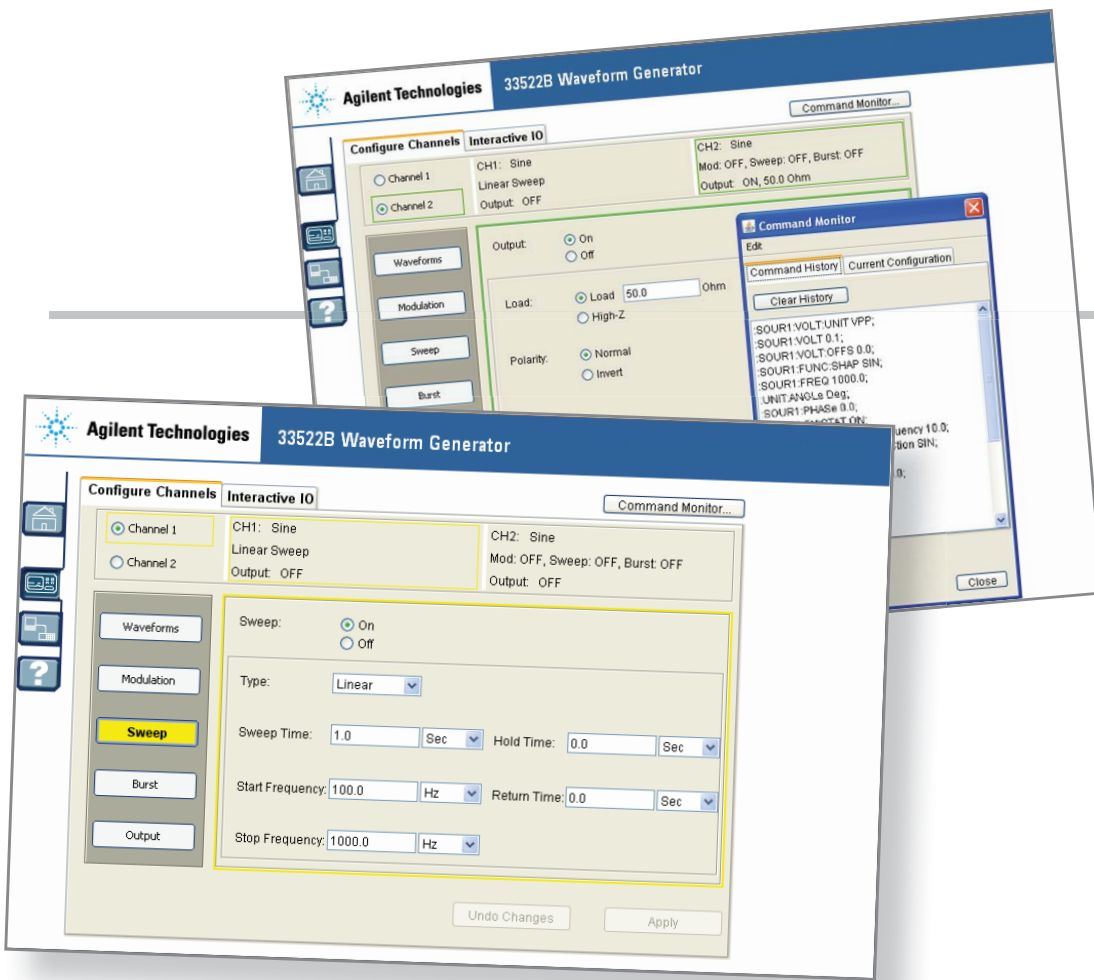 Agilent Technologies
33522B Waveform Generator
Command Monitor...
Configure Channels
Interactive IO
Channel 1
Channel 2
CH1: Sine
Linear Sweep
Output: OFF
CH2: Sine
Mod: OFF, Sweep: OFF, Burst: OFF
Output: ON, 50.0 Ohm
Waveforms
Modulation
Sweep
Burst
Output:
On
Off
Load:
Load 50.0 Ohm
High-Z
Polarity:
Normal
Invert
?
Command Monitor
Edit
Command History
Current Configuration
Clear History
:SOUR1:VOLT:UNIT VPP;
:SOUR1:VOLT 0.1;
:SOUR1:VOLT:OFFS 0.0;
:SOUR1:FUNC:SHAP SIN;
:SOUR1:FREQ 1000.0;
:UNIT:ANGLe Deg;
:SOUR1:PHASe 0.0;
uency 10.0;
tion SIN;
.0;
Close
Agilent Technologies
33522B Waveform Generator
Command Monitor...
Configure Channels
Interactive IO
Channel 1
Channel 2
CH1: Sine
Linear Sweep
Output: OFF
CH2: Sine
Mod: OFF, Sweep: OFF, Burst: OFF
Output: OFF
?
Waveforms
Modulation
Sweep
Burst
Output
Sweep:
On
Off
Type: Linear
Sweep Time: 1.0 Sec Hold Time: 0.0 Sec
Start Frequency: 100.0 Hz Return Time: 0.0 Sec
Stop Frequency: 1000.0 Hz
Undo Changes
Apply